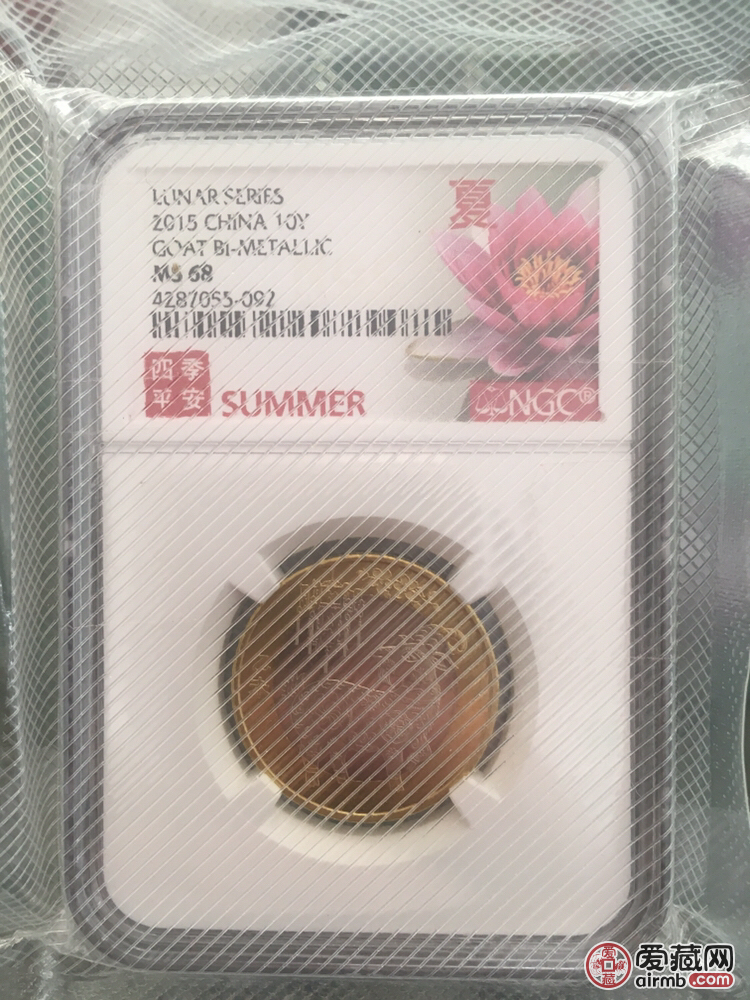 LUNAR SERIES
2015 CHINA 10Y
GOAT BI-METALLIC
MS 68
4287055-092
夏
四季
平安
SUMMER
NGC®
爱藏网
airmb.com